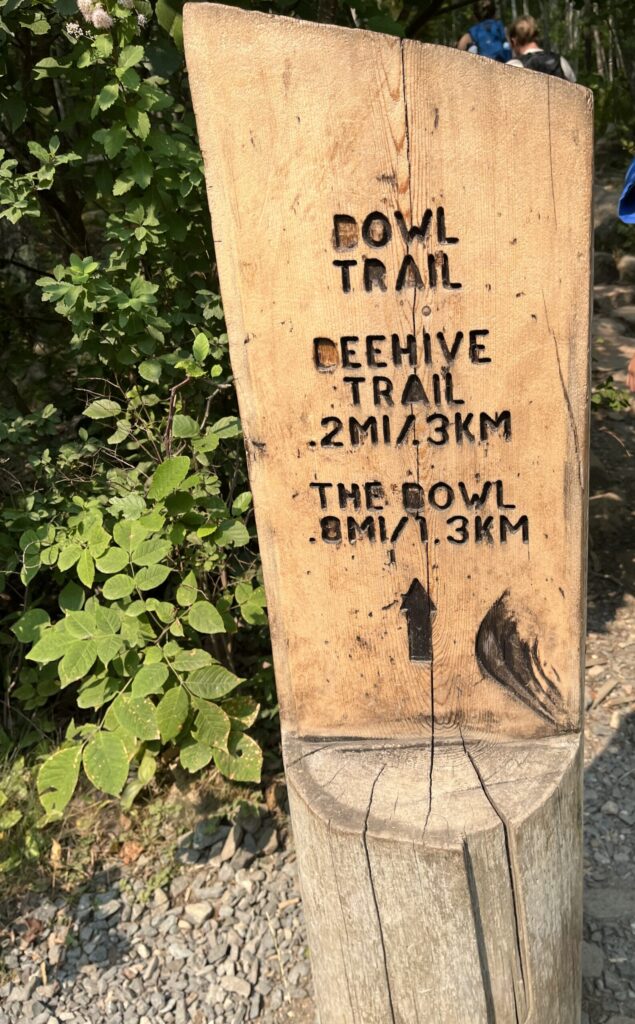 BOWL
TRAIL
BEEHIVE
TRAIL
.2MI/.3KM
THE BOWL
.8MI/1.3KM